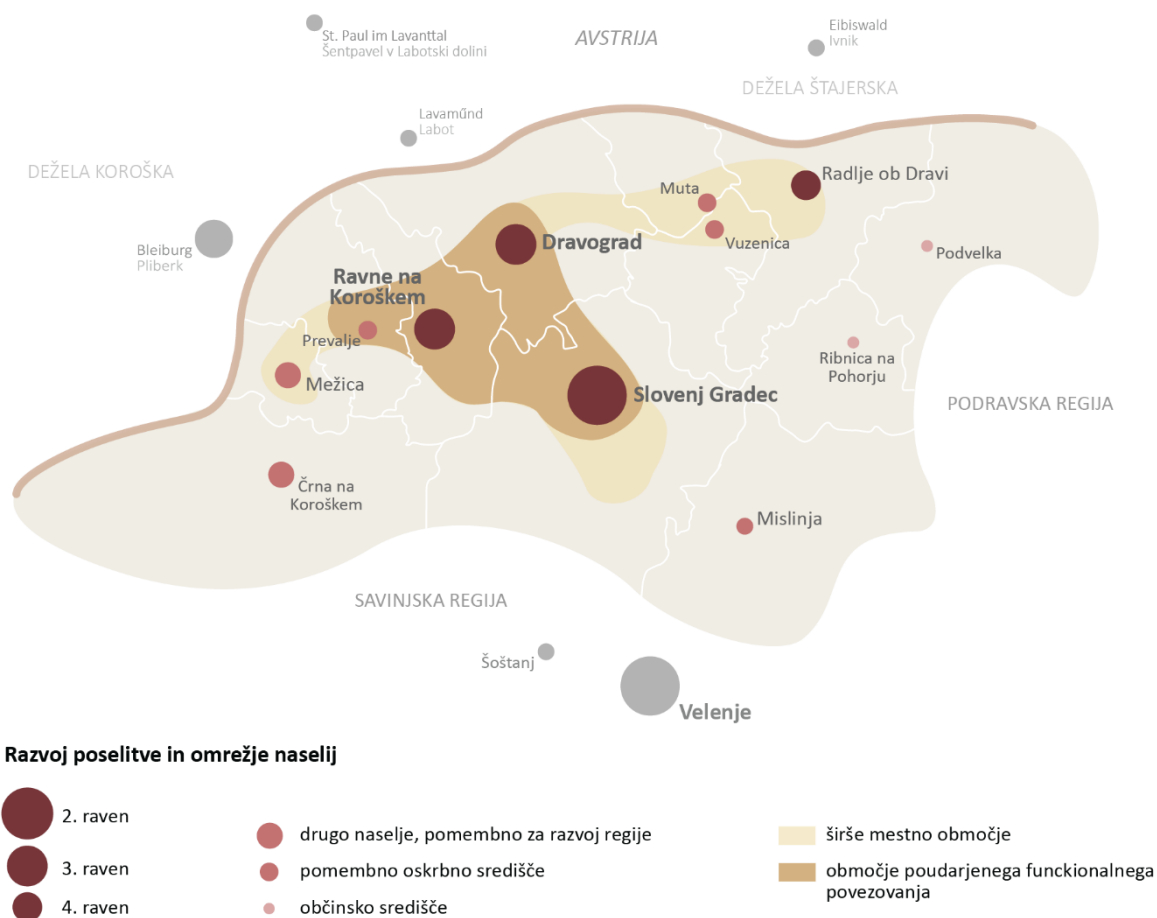 St. Paul im Lavanttal
Šentpavel v Labotski dolini
AVSTRIJA
Eibiswald
Ivnik
DEŽELA ŠTAJERSKA
Lavaműnd
Labot
DEŽELA KOROŠKA
Radlje ob Dravi
Muta
Vuzenica
Bleiburg
Pliberk
Dravograd
Podvelka
Ravne na
Koroškem
Prevalje
Ribnica na
Pohorju
Mežica
Slovenj Gradec
PODRAVSKA REGIJA
Črna na
Koroškem
Mislinja
SAVINJSKA REGIJA
Šoštanj
Velenje
Razvoj poselitve in omrežje naselij
2. raven
3. raven
4. raven
drugo naselje, pomembno za razvoj regije
pomembno oskrbno središče
občinsko središče
širše mestno območje
območje poudarjenega funckionalnega
povezovanja